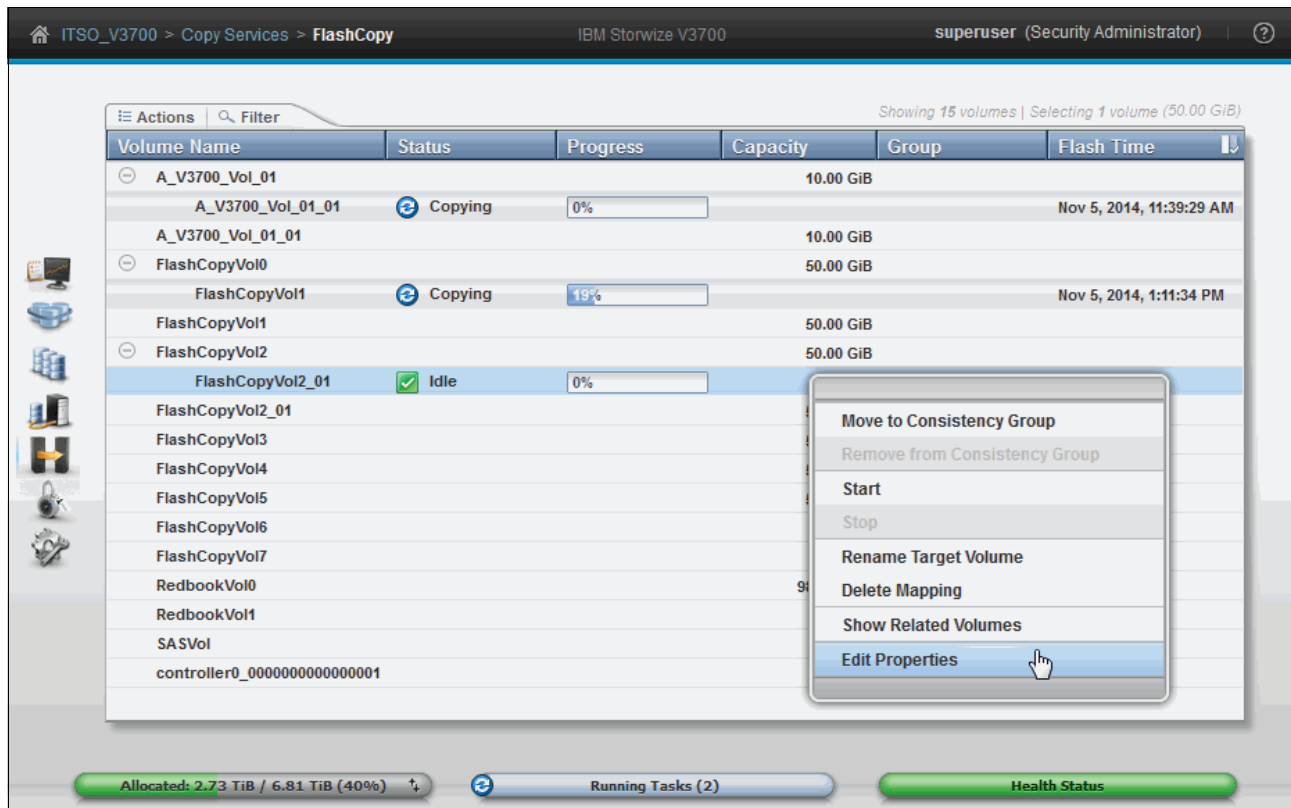 ITSO_V3700 > Copy Services > FlashCopy IBM Storwize V3700 superuser (Security Administrator) ?
Actions Filter Showing 15 volumes | Selecting 1 volume (50.00 GiB)
Volume Name Status Progress Capacity Group Flash Time
A_V3700_Vol_01 10.00 GiB
A_V3700_Vol_01_01 Copying 0% Nov 5, 2014, 11:39:29 AM
A_V3700_Vol_01_01 10.00 GiB
FlashCopyVol0 50.00 GiB
FlashCopyVol1 Copying 19% Nov 5, 2014, 1:11:34 PM
FlashCopyVol1 50.00 GiB
FlashCopyVol2 50.00 GiB
FlashCopyVol2_01 Idle 0%
FlashCopyVol2_01
FlashCopyVol3
FlashCopyVol4
FlashCopyVol5
FlashCopyVol6
FlashCopyVol7
RedbookVol0
RedbookVol1
SASVol
controller0_0000000000000001
Move to Consistency Group
Remove from Consistency Group
Start
Stop
Rename Target Volume
Delete Mapping
Show Related Volumes
Edit Properties
Allocated: 2.73 TiB / 6.81 TiB (40%) Running Tasks (2) Health Status